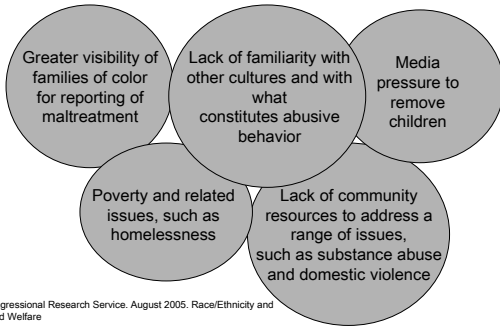 Greater visibility of
families of color
for reporting of
maltreatment
Lack of familiarity with
other cultures and with
what
constitutes abusive
behavior
Media
pressure to
remove
children
Poverty and related
issues, such as
homelessness
Lack of community
resources to address a
range of issues,
such as substance abuse
and domestic violence
gressional Research Service. August 2005. Race/Ethnicity and
d Welfare